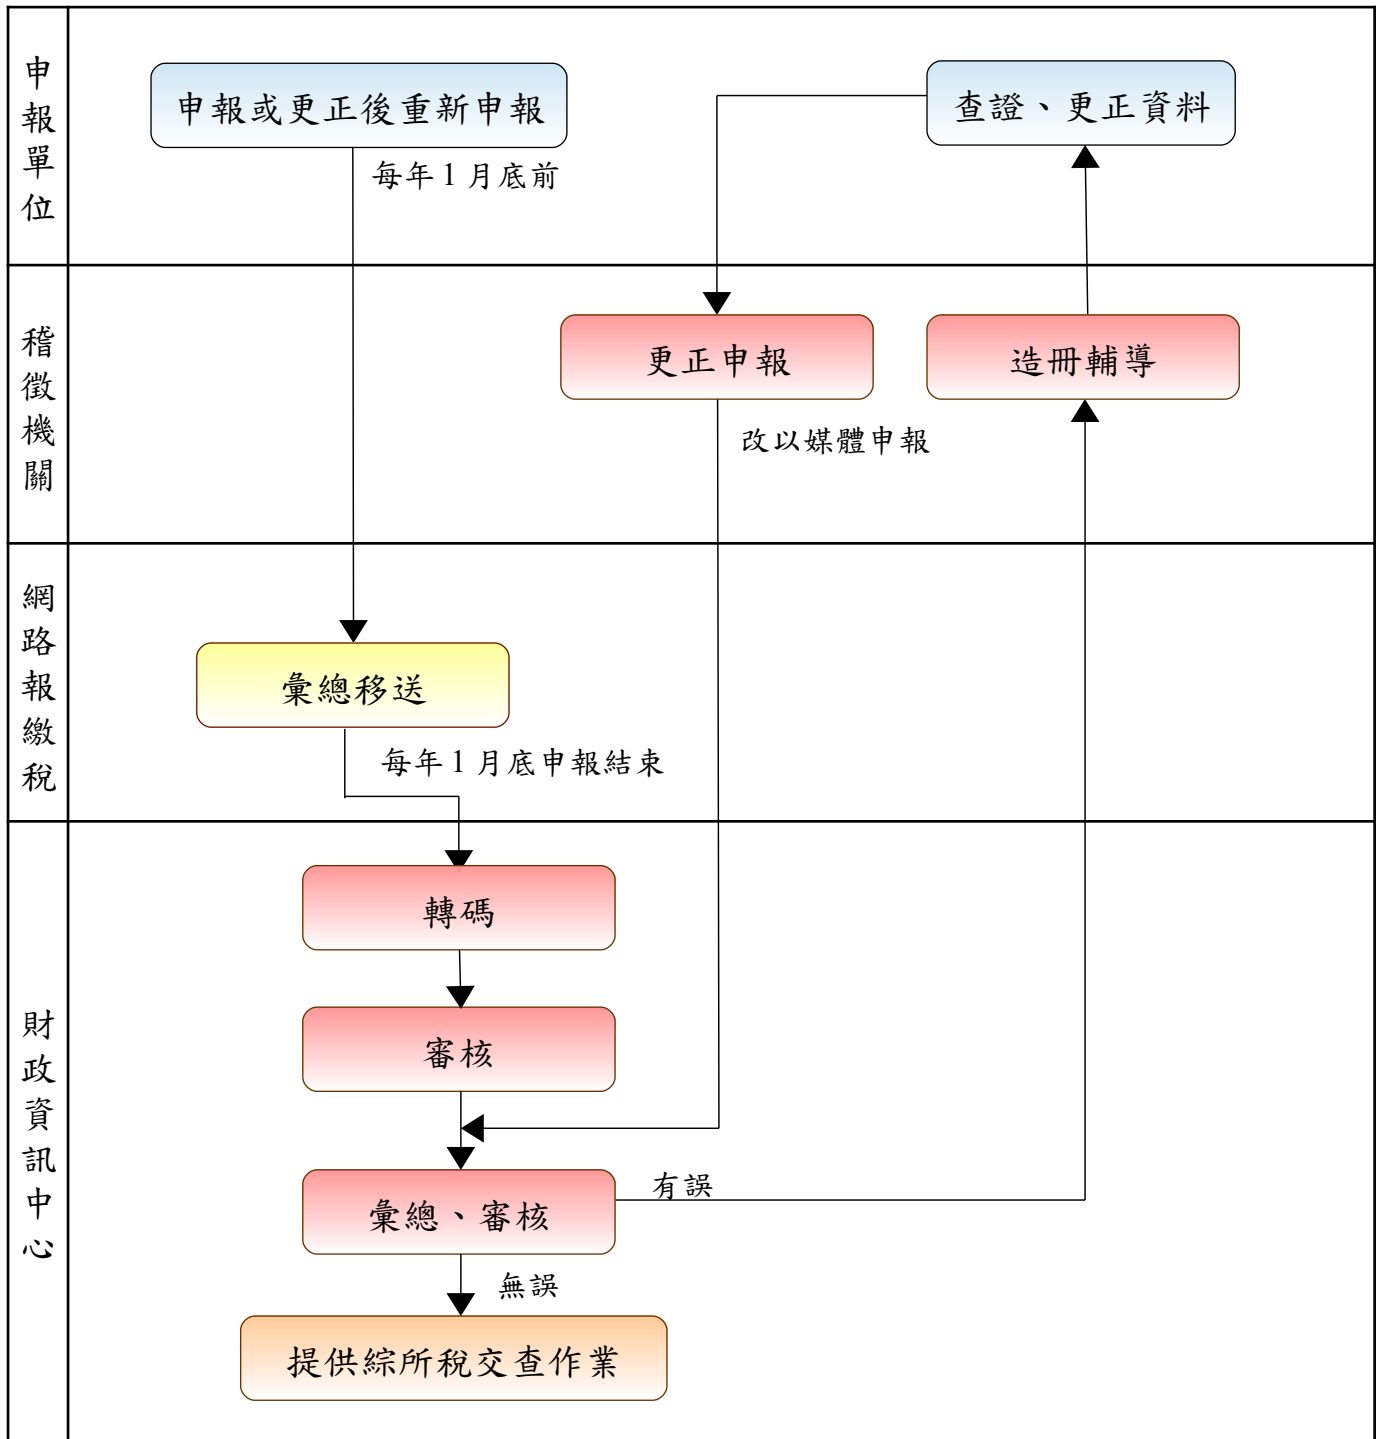 申報單位
申報或更正後重新申報
查證、更正資料
每年1月底前
稽徵機關
更正申報
造冊輔導
改以媒體申報
網路報繳稅
彙總移送
每年1月底申報結束
財政資訊中心
轉碼
審核
彙總、審核
有誤
無誤
提供綜所稅交查作業